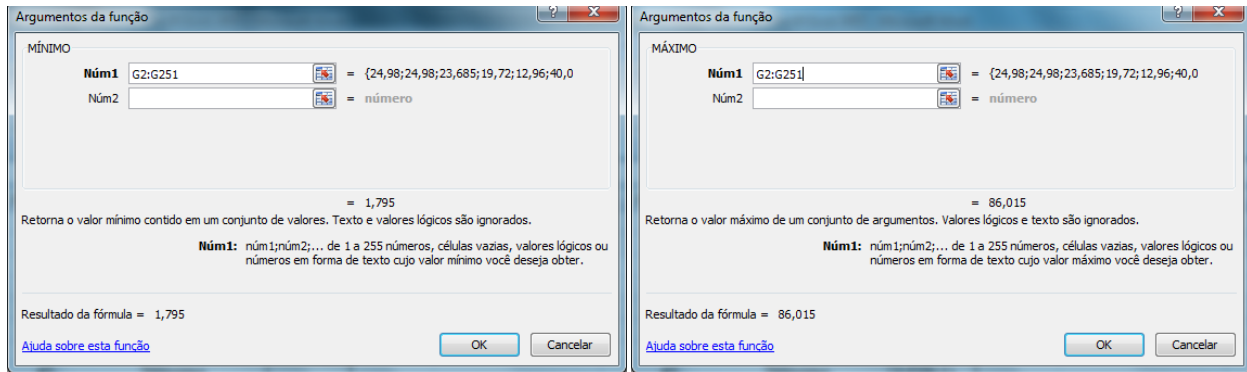 Argumentos da função
MÍNIMO
Núm1 G2:G251 = {24,98;24,98;23,685;19,72;12,96;40,0
Núm2 = número
= 1,795
Retorna o valor mínimo contido em um conjunto de valores. Texto e valores lógicos são ignorados.
Núm1: núm1;núm2;... de 1 a 255 números, células vazias, valores lógicos ou
números em forma de texto cujo valor mínimo você deseja obter.
Resultado da fórmula = 1,795
Ajuda sobre esta função
OK
Cancelar
Argumentos da função
MÁXIMO
Núm1 G2:G251 = {24,98;24,98;23,685;19,72;12,96;40,0
Núm2 = número
= 86,015
Retorna o valor máximo de um conjunto de argumentos. Valores lógicos e texto são ignorados.
Núm1: núm1;núm2;... de 1 a 255 números, células vazias, valores lógicos ou
números em forma de texto cujo valor máximo você deseja obter.
Resultado da fórmula = 86,015
Ajuda sobre esta função
OK
Cancelar